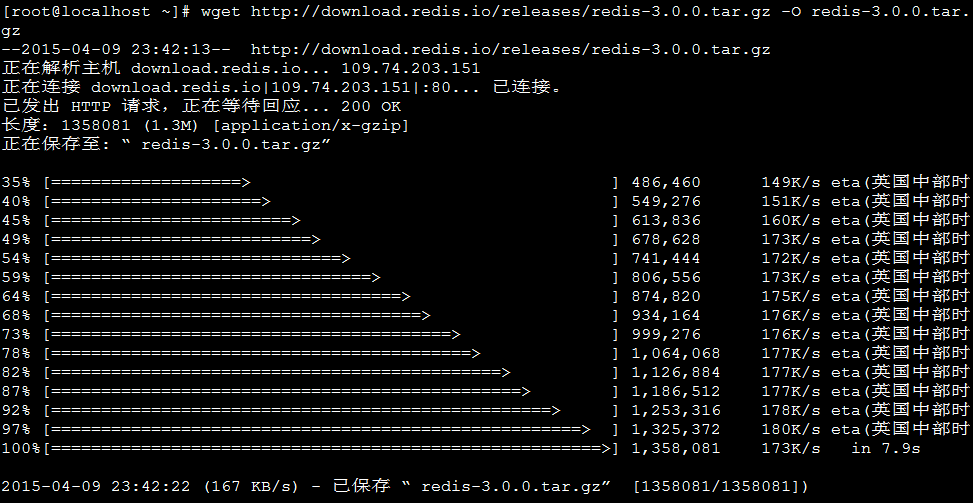 [root@localhost ~]# wget http://download.redis.io/releases/redis-3.0.0.tar.gz -O redis-3.0.0.tar.
gz
--2015-04-09 23:42:13--  http://download.redis.io/releases/redis-3.0.0.tar.gz
正在解析主机 download.redis.io... 109.74.203.151
正在连接 download.redis.io|109.74.203.151|:80... 已连接。
已发出 HTTP 请求，正在等待回应... 200 OK
长度：1358081 (1.3M) [application/x-gzip]
正在保存至：“ redis-3.0.0.tar.gz”
35% [===================>                                    ] 486,460      149K/s eta(英国中部时
40% [=====================>                                  ] 549,276      151K/s eta(英国中部时
45% [========================>                               ] 613,836      160K/s eta(英国中部时
49% [==========================>                             ] 678,628      173K/s eta(英国中部时
54% [=============================>                          ] 741,444      172K/s eta(英国中部时
59% [================================>                       ] 806,556      173K/s eta(英国中部时
64% [===================================>                    ] 874,820      175K/s eta(英国中部时
68% [=====================================>                  ] 934,164      176K/s eta(英国中部时
73% [========================================>               ] 999,276      176K/s eta(英国中部时
78% [==========================================>             ] 1,064,068    177K/s eta(英国中部时
82% [=============================================>          ] 1,126,884    177K/s eta(英国中部时
87% [===============================================>        ] 1,186,512    177K/s eta(英国中部时
92% [==================================================>     ] 1,253,316    178K/s eta(英国中部时
97% [=====================================================>  ] 1,325,372    180K/s eta(英国中部时
100%[=======================================================>] 1,358,081    173K/s   in 7.9s
2015-04-09 23:42:22 (167 KB/s) - 已保存 “ redis-3.0.0.tar.gz”  [1358081/1358081])